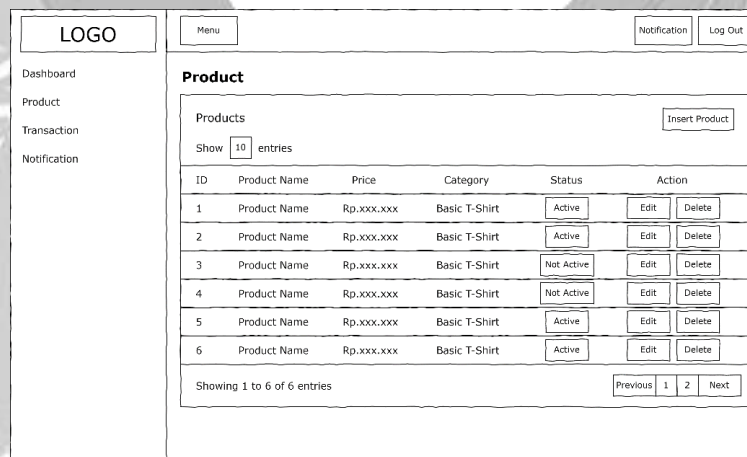 LOGO
Menu
Notification
Log Out
Dashboard
Product
Transaction
Notification
Product
Products
Insert Product
Show 10 entries
ID Product Name Price Category Status Action
1 Product Name Rp.xxx.xxx Basic T-Shirt Active Edit Delete
2 Product Name Rp.xxx.xxx Basic T-Shirt Active Edit Delete
3 Product Name Rp.xxx.xxx Basic T-Shirt Not Active Edit Delete
4 Product Name Rp.xxx.xxx Basic T-Shirt Not Active Edit Delete
5 Product Name Rp.xxx.xxx Basic T-Shirt Active Edit Delete
6 Product Name Rp.xxx.xxx Basic T-Shirt Active Edit Delete
Showing 1 to 6 of 6 entries
Previous 1 2 Next